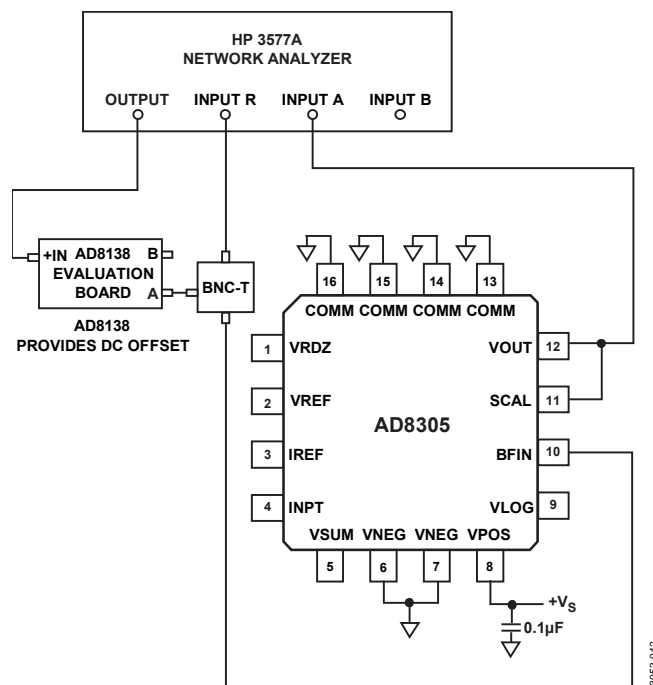 HP 3577A
NETWORK ANALYZER
OUTPUT INPUT R INPUT A INPUT B
+IN AD8138 B
EVALUATION
BOARD A
BNC-T
AD8138
PROVIDES DC OFFSET
16 15 14 13
COMM COMM COMM COMM
1 VRDZ
VOUT 12
2 VREF
SCAL 11
AD8305
3 IREF
BFIN 10
4 INPT
VLOG 9
VSUM VNEG VNEG VPOS
5 6 7 8
+VS
0.1µF